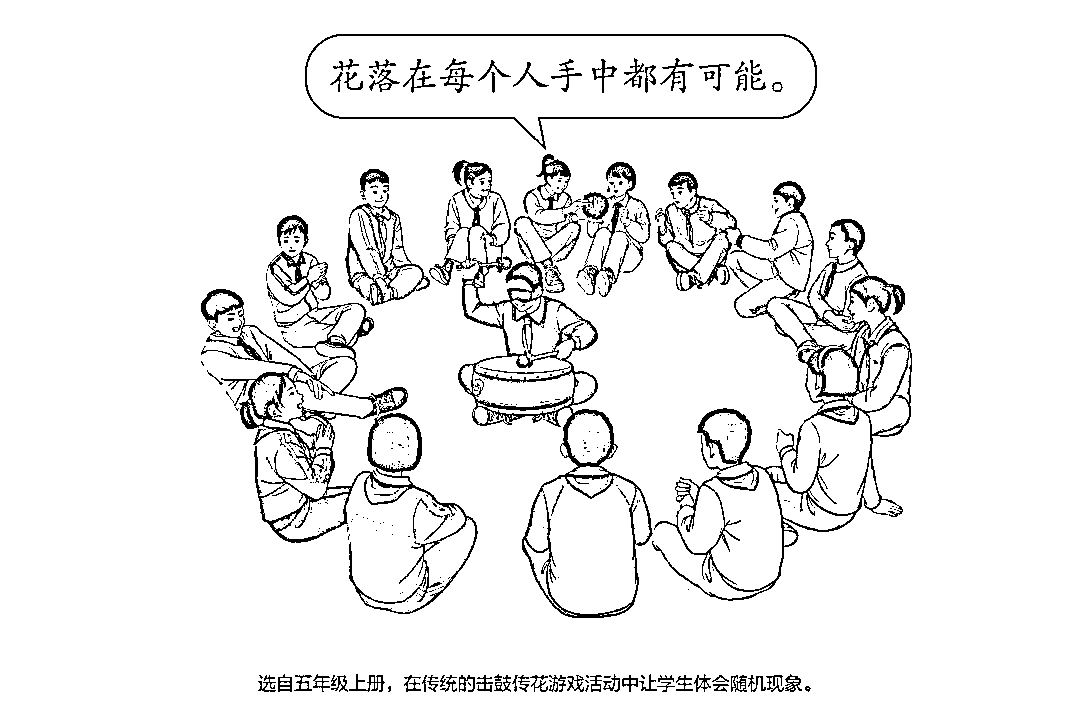 花落在每个人手中都有可能。
选自五年级上册，在传统的击鼓传花游戏活动中让学生体会随机现象。